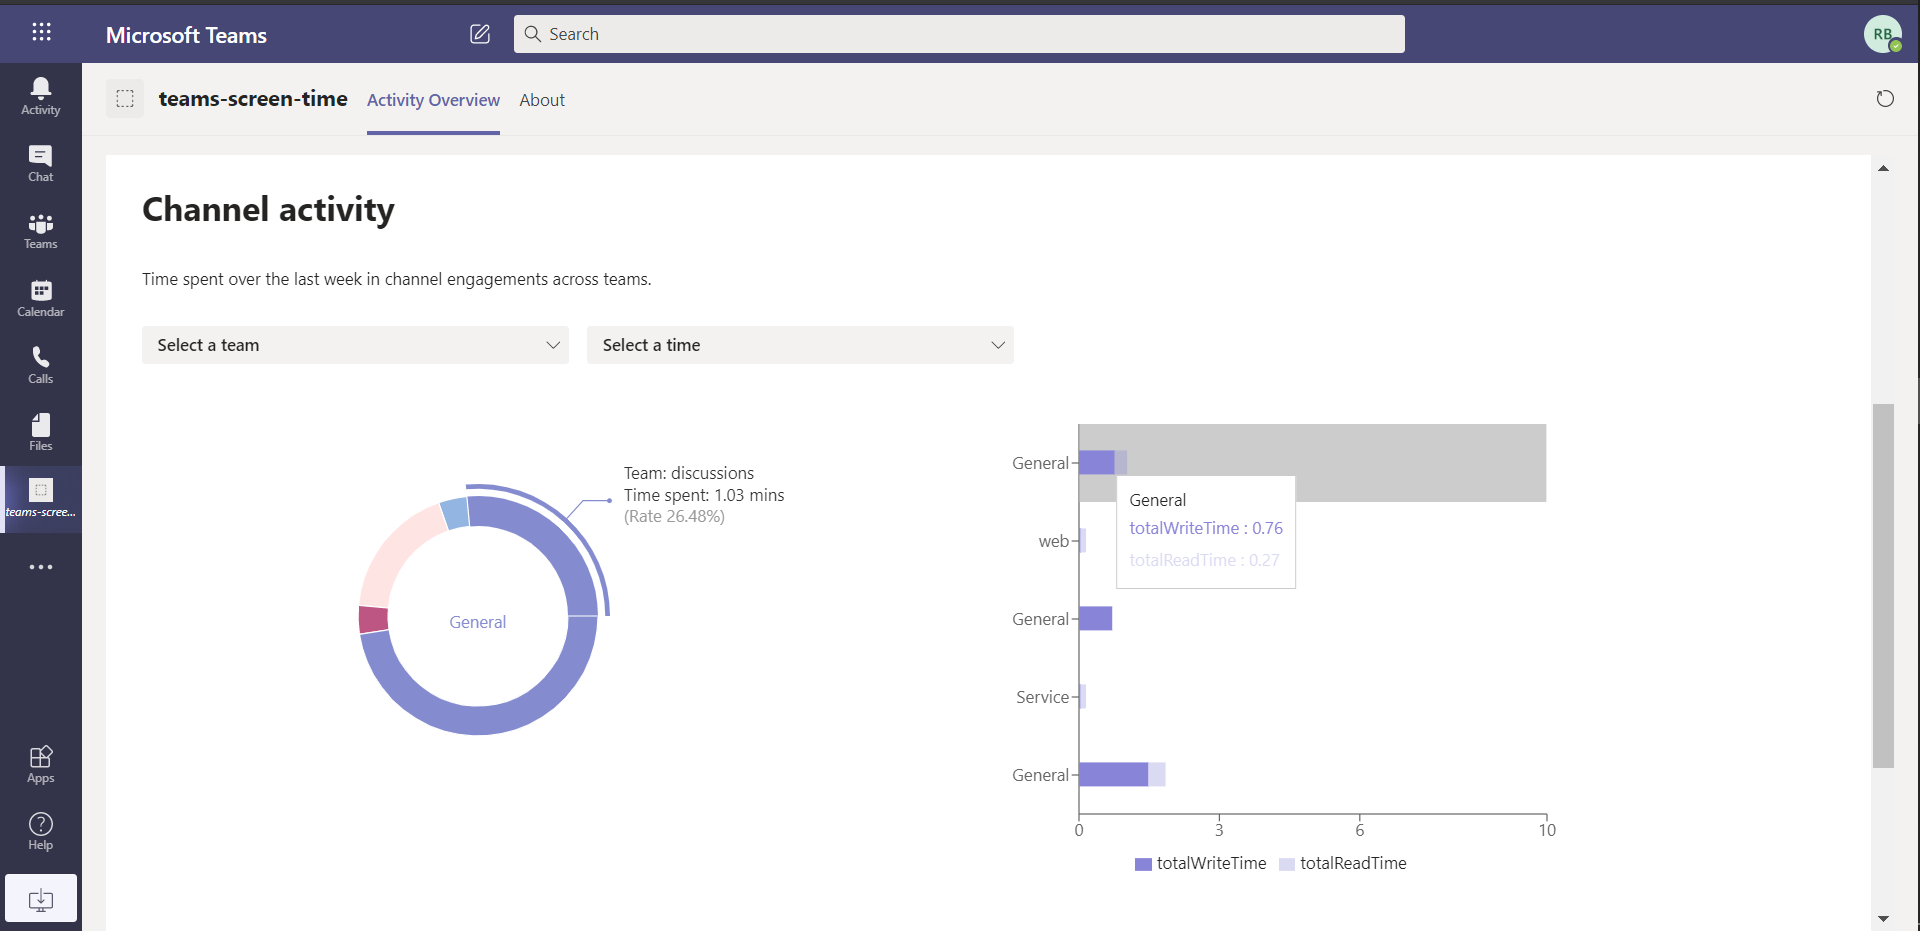 Microsoft Teams
Search
RB
Activity
Chat
Teams
Calendar
Calls
Files
teams-scree...
Apps
Help
teams-screen-time
Activity Overview
About
Channel activity
Time spent over the last week in channel engagements across teams.
Select a team
Select a time
Team: discussions
Time spent: 1.03 mins
(Rate 26.48%)
General
General
web
General
Service
General
General
totalWriteTime : 0.76
totalReadTime : 0.27
0 3 6 10
totalWriteTime totalReadTime